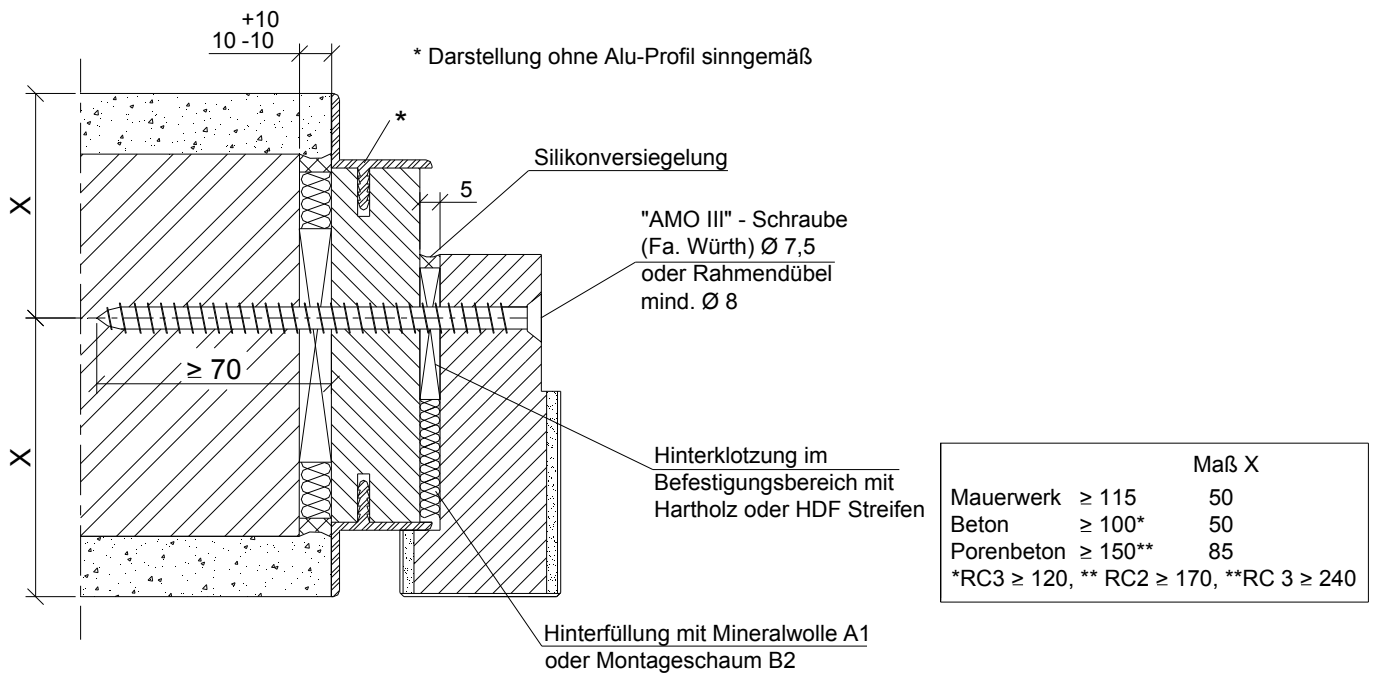 +10
10 -10
* Darstellung ohne Alu-Profil sinngemäß
*
Silikonversiegelung
5
X
"AMO III" - Schraube
(Fa. Würth) Ø 7,5
oder Rahmendübel
mind. Ø 8
≥ 70
X
Hinterklotzung im
Befestigungsbereich mit
Hartholz oder HDF Streifen
Maß X
Mauerwerk ≥ 115 50
Beton ≥ 100* 50
Porenbeton ≥ 150** 85
*RC3 ≥ 120, ** RC2 ≥ 170, **RC 3 ≥ 240
Hinterfüllung mit Mineralwolle A1
oder Montageschaum B2